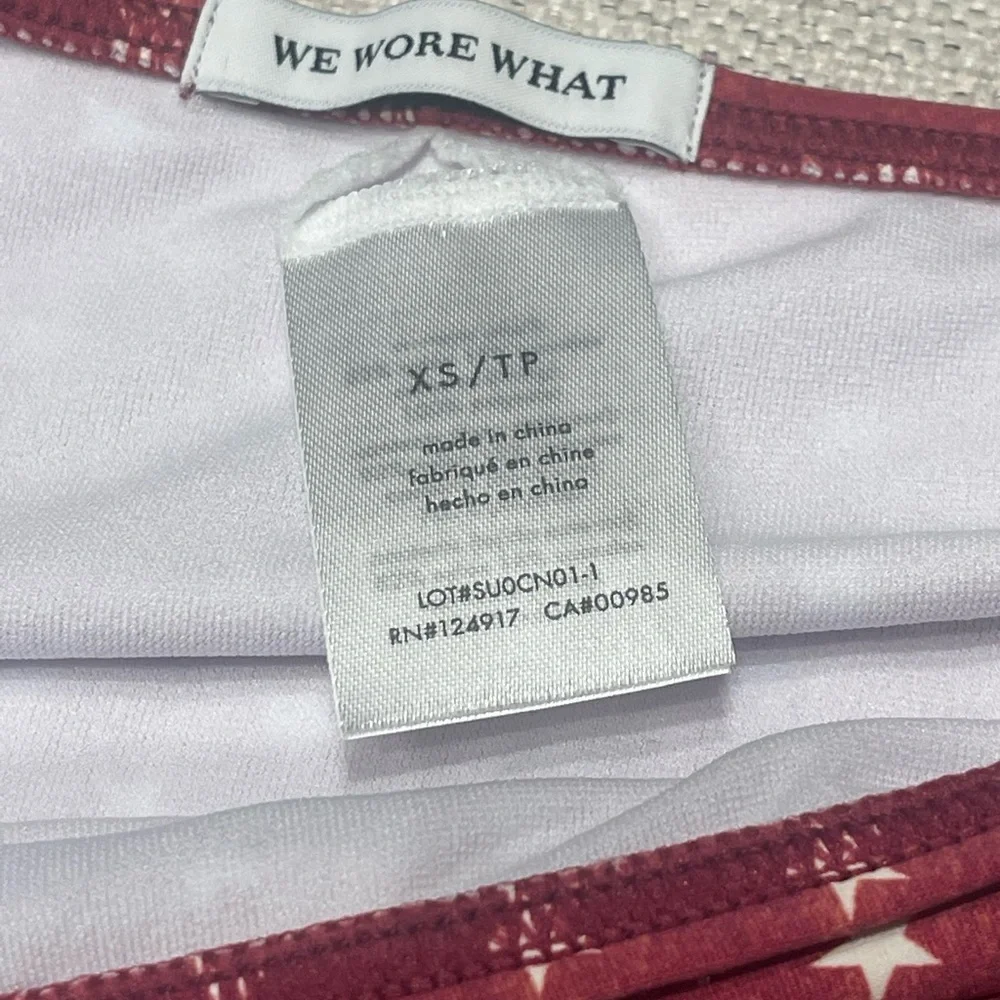 WE WORE WHAT
XS/TP
made in china
fabriqué en chine
hecho en china
LOT#SU0CN01-1
RN#124917 CA#00985